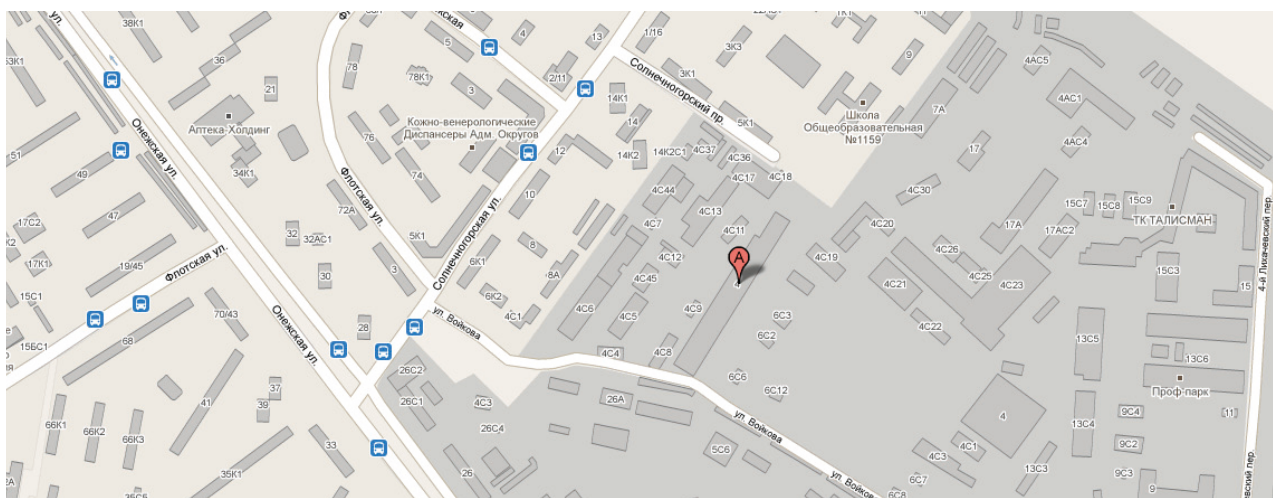 38К1
36
21
Аптека-Холдинг
34К1
51
49
47
17С2
17К1
15С1
19/45
Онежская ул.
Флотская ул.
32
32АС1
30
28
70/43
68
41
37
39
33
35К1
66К1
66К2
66К3
15БС1
Онежская ул.
78
76
74
72А
Флотская ул.
5К1
3
5
78К1
3
4
2/11
13
1/16
Кожно-венерологические
Диспансеры Адм. Округов
12
10
8
8А
6К1
6К2
4С1
Солнечногорская ул.
14К1
14
14К2
14К2С1
3К3
3К1
5К1
Солнечногорский пр.
Школа
Общеобразовательная
№1159
9
7А
17
4АС5
4АС1
4АС4
4С37
4С36
4С17
4С18
4С44
4С13
4С7
4С11
4С12
4С45
4С6
4С5
4С9
4С4
4С8
A
4С30
4С20
4С19
4С26
4С25
4С23
4С21
4С22
17А
17АС2
15С7
15С8
15С9
ТК ТАЛИСМАН
15С3
15
4-й Лихачевский пер.
6С3
6С2
6С6
6С12
ул. Войкова
26С2
26С1
4С3
26С4
26
26А
5С6
ул. Войкова
ул. Войкова
6С7
6С8
4
4С1
4С3
13С3
13С5
13С4
13С6
Проф-парк
9С4
9С2
9С3
9
11